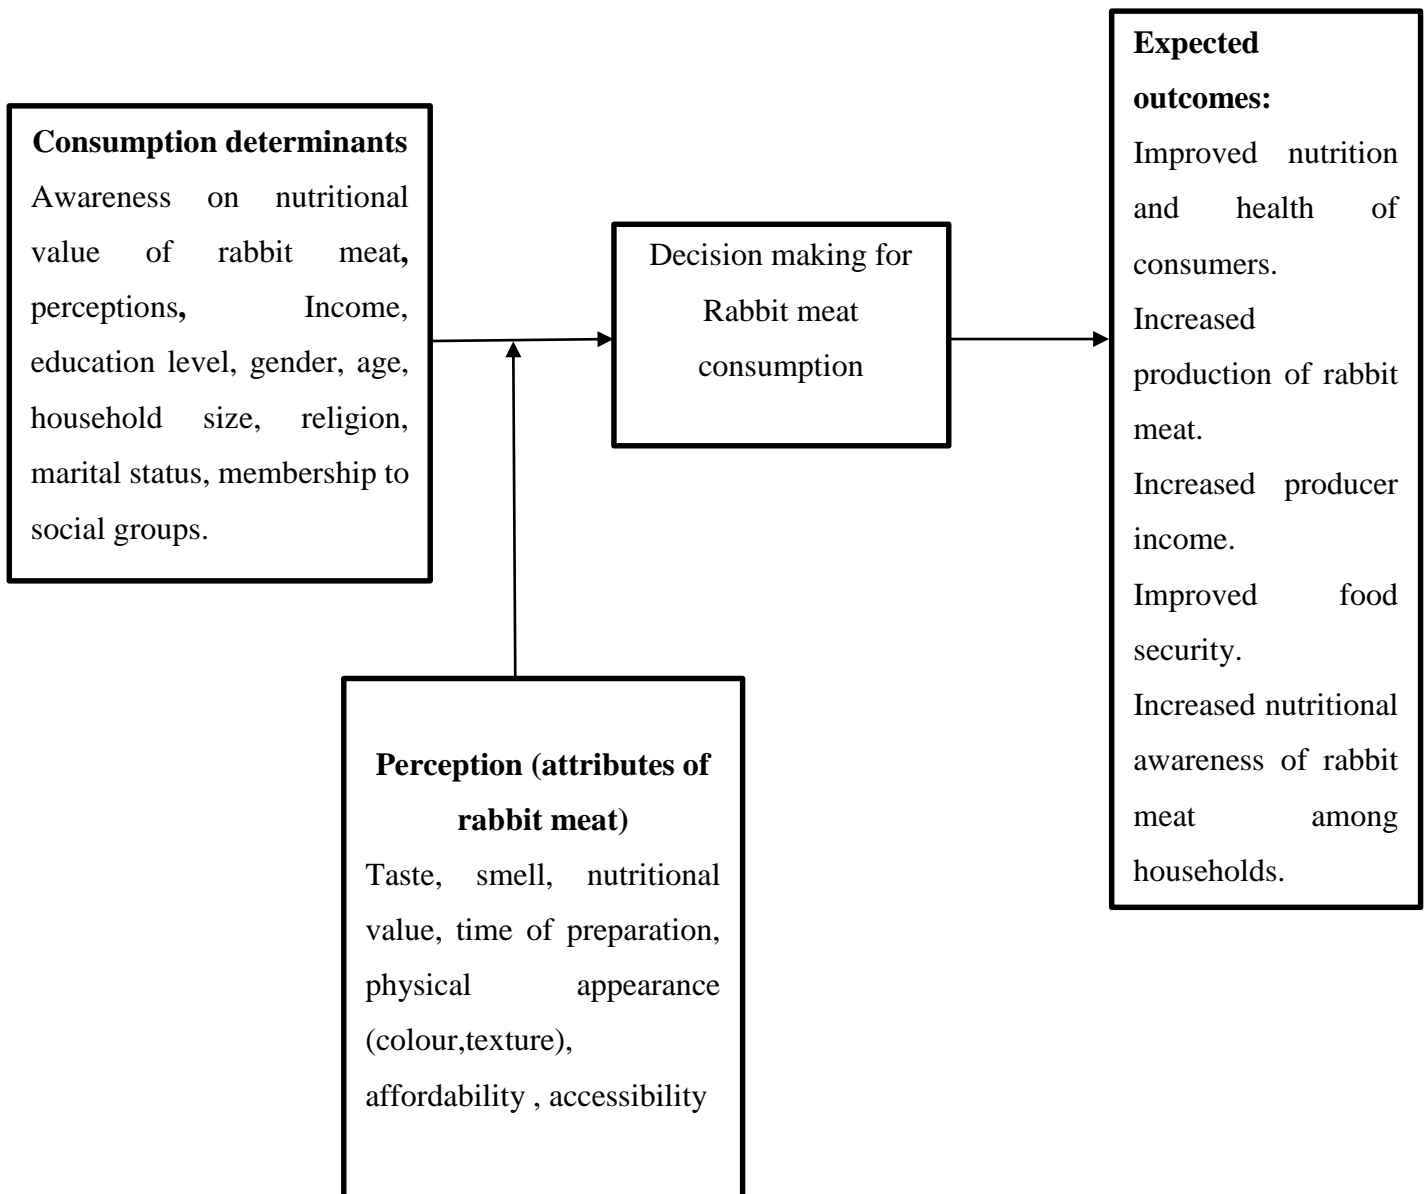 Consumption determinants
Awareness on nutritional
value of rabbit meat,
perceptions, Income,
education level, gender, age,
household size, religion,
marital status, membership to
social groups.
Decision making for
Rabbit meat
consumption
Expected
outcomes:
Improved nutrition
and health of
consumers.
Increased
production of rabbit
meat.
Increased producer
income.
Improved food
security.
Increased nutritional
awareness of rabbit
meat among
households.
Perception (attributes of
rabbit meat)
Taste, smell, nutritional
value, time of preparation,
physical appearance
(colour,texture),
affordability , accessibility